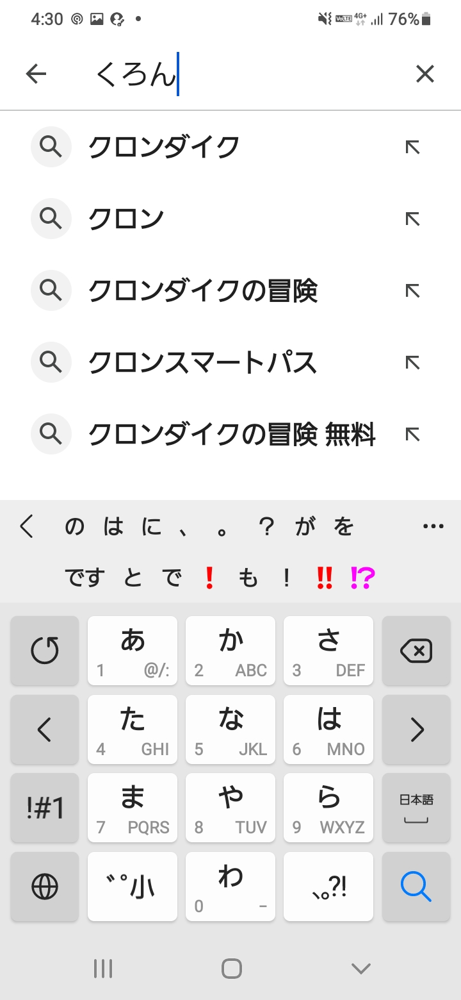 4:30 VoLTE 4G+ 76%
くろん
クロンダイク
クロン
クロンダイクの冒険
クロンスマートパス
クロンダイクの冒険 無料
の は に 、 。 ? が を …
です と で ! も ! !! !?
あ か さ
1 @/: 2 ABC 3 DEF
た な は
4 GHI 5 JKL 6 MNO
!#1 ま や ら 日本語
7 PQRS 8 TUV 9 WXYZ
゛゜小 わ 、。?!
0 ー